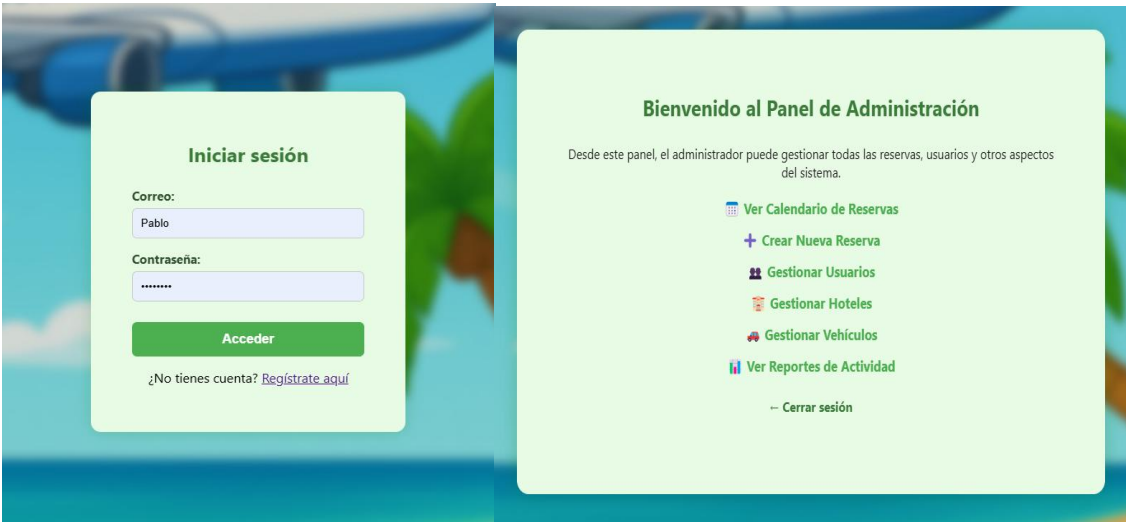 Iniciar sesión
Correo:
Pablo
Contraseña:
••••••••
Acceder
¿No tienes cuenta? Regístrate aquí
Bienvenido al Panel de Administración
Desde este panel, el administrador puede gestionar todas las reservas, usuarios y otros aspectos
del sistema.
Ver Calendario de Reservas
Crear Nueva Reserva
Gestionar Usuarios
Gestionar Hoteles
Gestionar Vehículos
Ver Reportes de Actividad
← Cerrar sesión